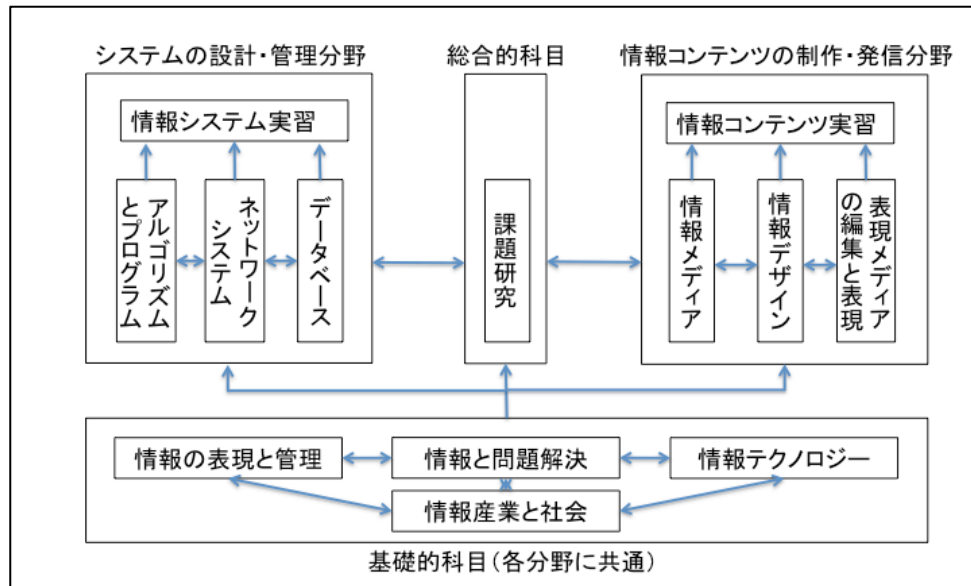 システムの設計・管理分野
情報システム実習
アルゴリズム
とプログラム
ネットワーク
システム
データベース
総合的科目
課題研究
情報コンテンツの制作・発信分野
情報コンテンツ実習
情報メディア
情報デザイン
表現メディア
の編集と表現
情報の表現と管理
情報と問題解決
情報テクノロジー
情報産業と社会
基礎的科目(各分野に共通)